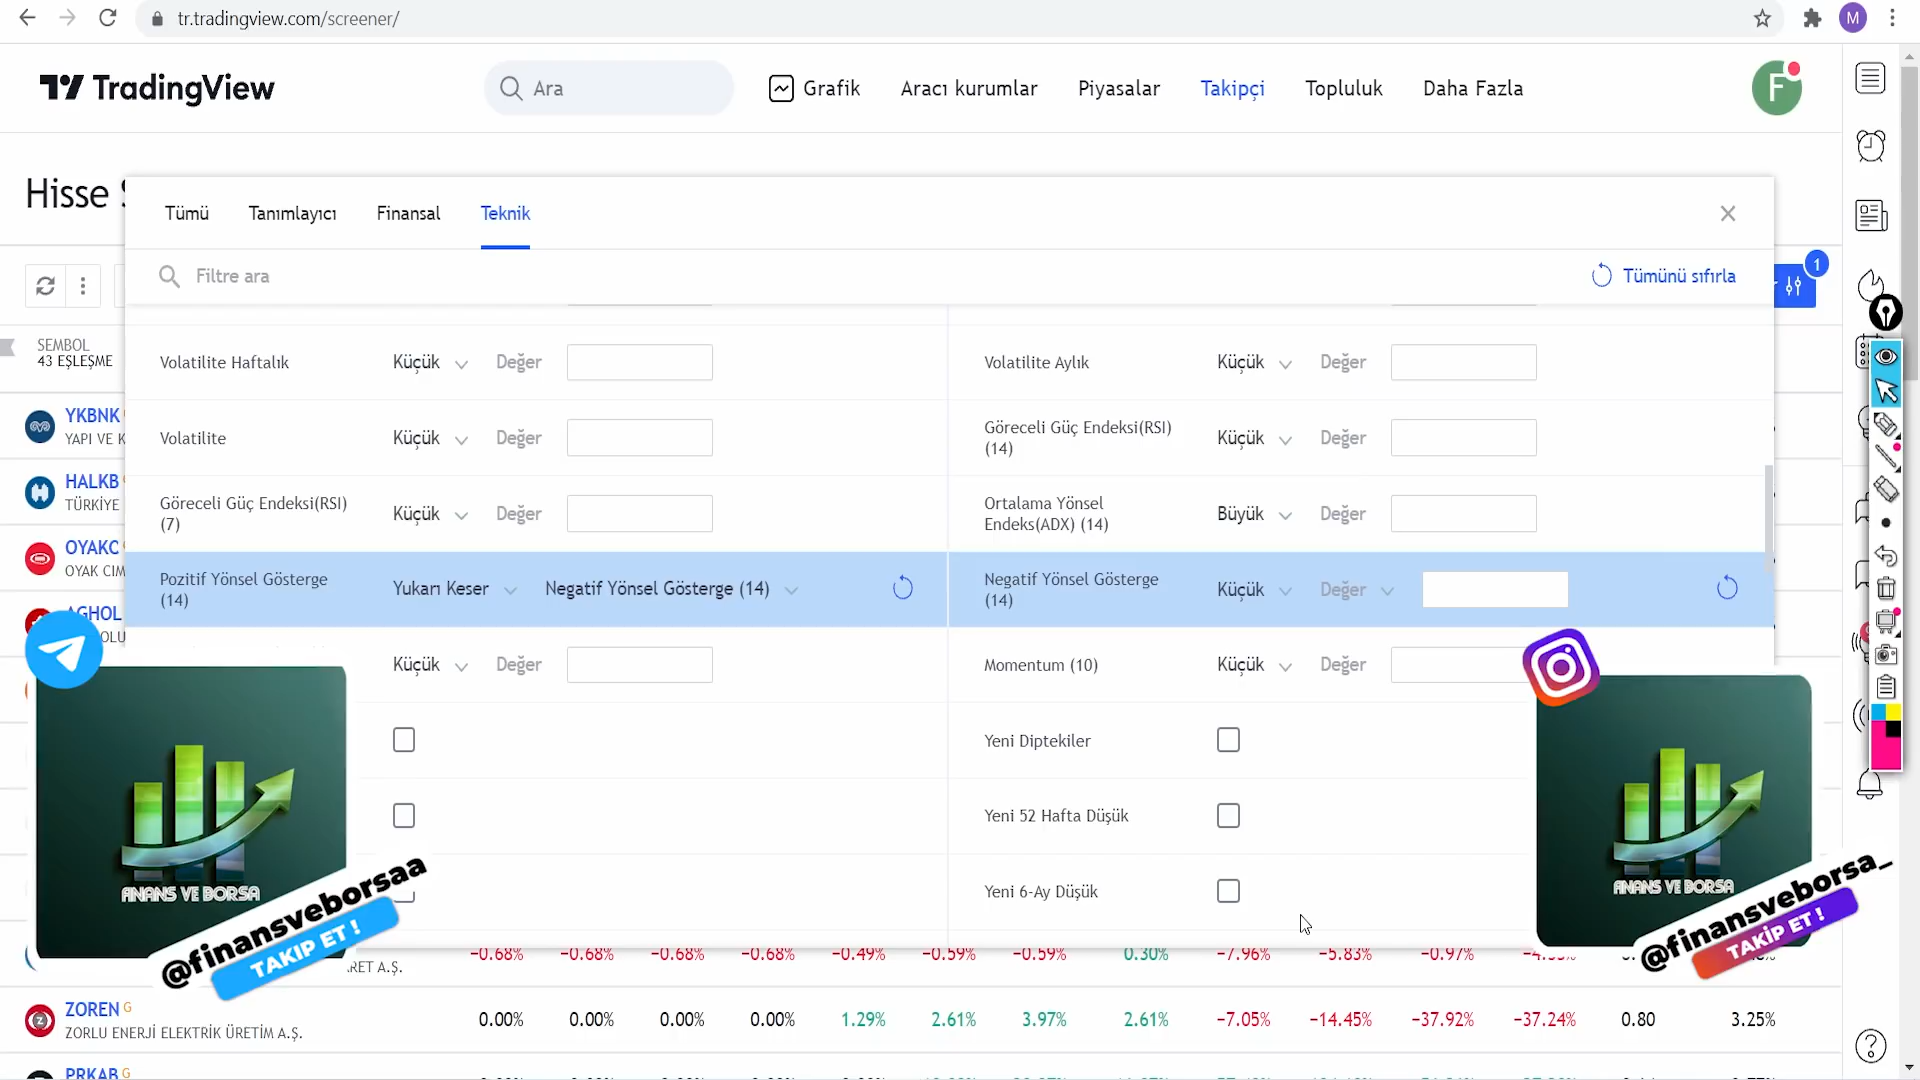 tr.tradingview.com/screener/
M
TradingView
Ara
Grafik
Aracı kurumlar
Piyasalar
Takipçi
Topluluk
Daha Fazla
F
Hisse
Tümü
Tanımlayıcı
Finansal
Teknik
Filtre ara
Tümünü sıfırla
1
SEMBOL
43 EŞLEŞME
Volatilite Haftalık Küçük Değer
Volatilite Aylık Küçük Değer
Volatilite Küçük Değer
Göreceli Güç Endeksi(RSI)
(14) Küçük Değer
Göreceli Güç Endeksi(RSI)
(7) Küçük Değer
Ortalama Yönsel
Endeks(ADX) (14) Büyük Değer
Pozitif Yönsel Gösterge
(14) Yukarı Keser Negatif Yönsel Gösterge (14)
Negatif Yönsel Gösterge
(14) Küçük Değer
Küçük Değer
Momentum (10) Küçük Değer
Yeni Diptekiler
Yeni 52 Hafta Düşük
Yeni 6-Ay Düşük
YKBNK
YAPI VE K
HALKB
TÜRKİYE
OYAKC
OYAK CIM
AGHOL
OLU
FINANS VE BORSA
@finansveborsaa
TAKIP ET !
FINANS VE BORSA
@finansveborsa_
TAKİP ET !
RET A.Ş.
−0.68% −0.68% −0.68% −0.68% −0.49% −0.59% −0.59% 0.30% −7.96% −5.83% −0.97%
ZOREN G
ZORLU ENERJİ ELEKTRİK ÜRETİM A.Ş.
0.00% 0.00% 0.00% 0.00% 1.29% 2.61% 3.97% 2.61% −7.05% −14.45% −37.92% −37.24% 0.80 3.25%
PRKAB G